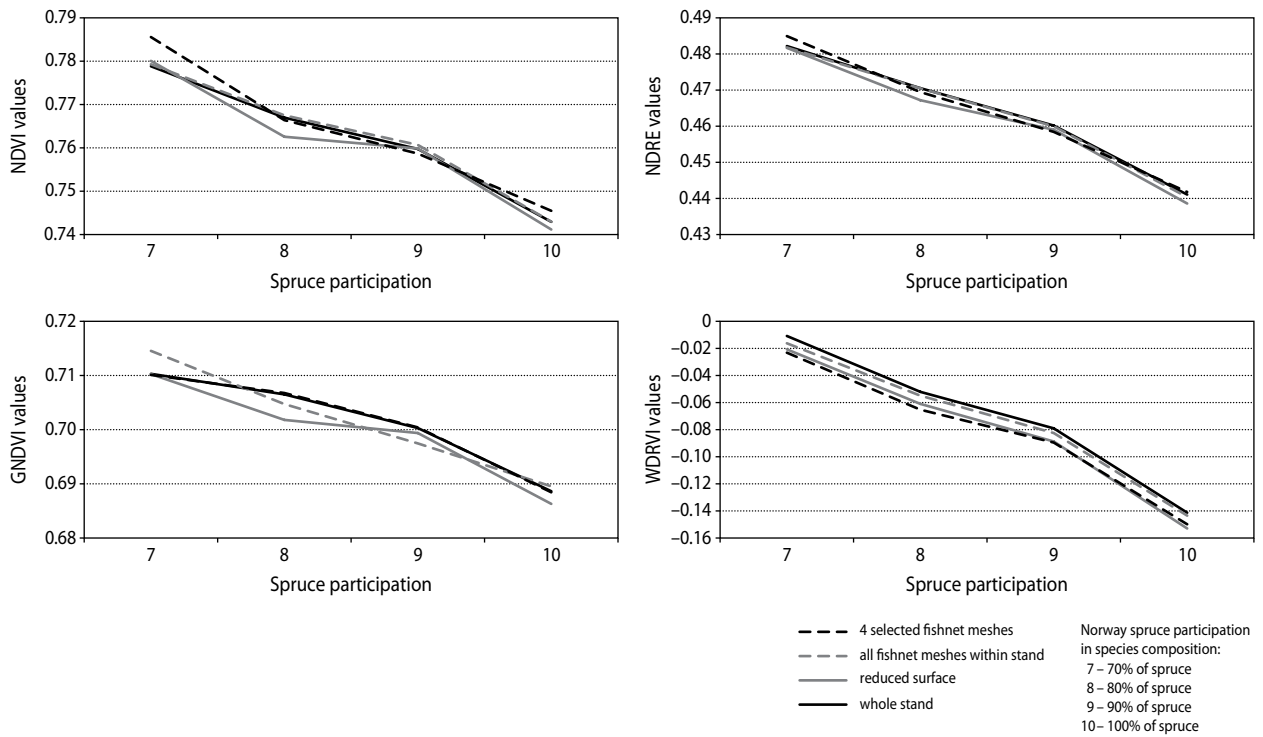 NDVI values
0.79
0.78
0.77
0.76
0.75
0.74
7 8 9 10
Spruce participation
NDRE values
0.49
0.48
0.47
0.46
0.45
0.44
0.43
7 8 9 10
Spruce participation
GNDVI values
0.72
0.71
0.70
0.69
0.68
7 8 9 10
Spruce participation
WDRVI values
0
−0.02
−0.04
−0.06
−0.08
−0.10
−0.12
−0.14
−0.16
7 8 9 10
Spruce participation
4 selected fishnet meshes
all fishnet meshes within stand
reduced surface
whole stand
Norway spruce participation
in species composition:
7 – 70% of spruce
8 – 80% of spruce
9 – 90% of spruce
10 – 100% of spruce